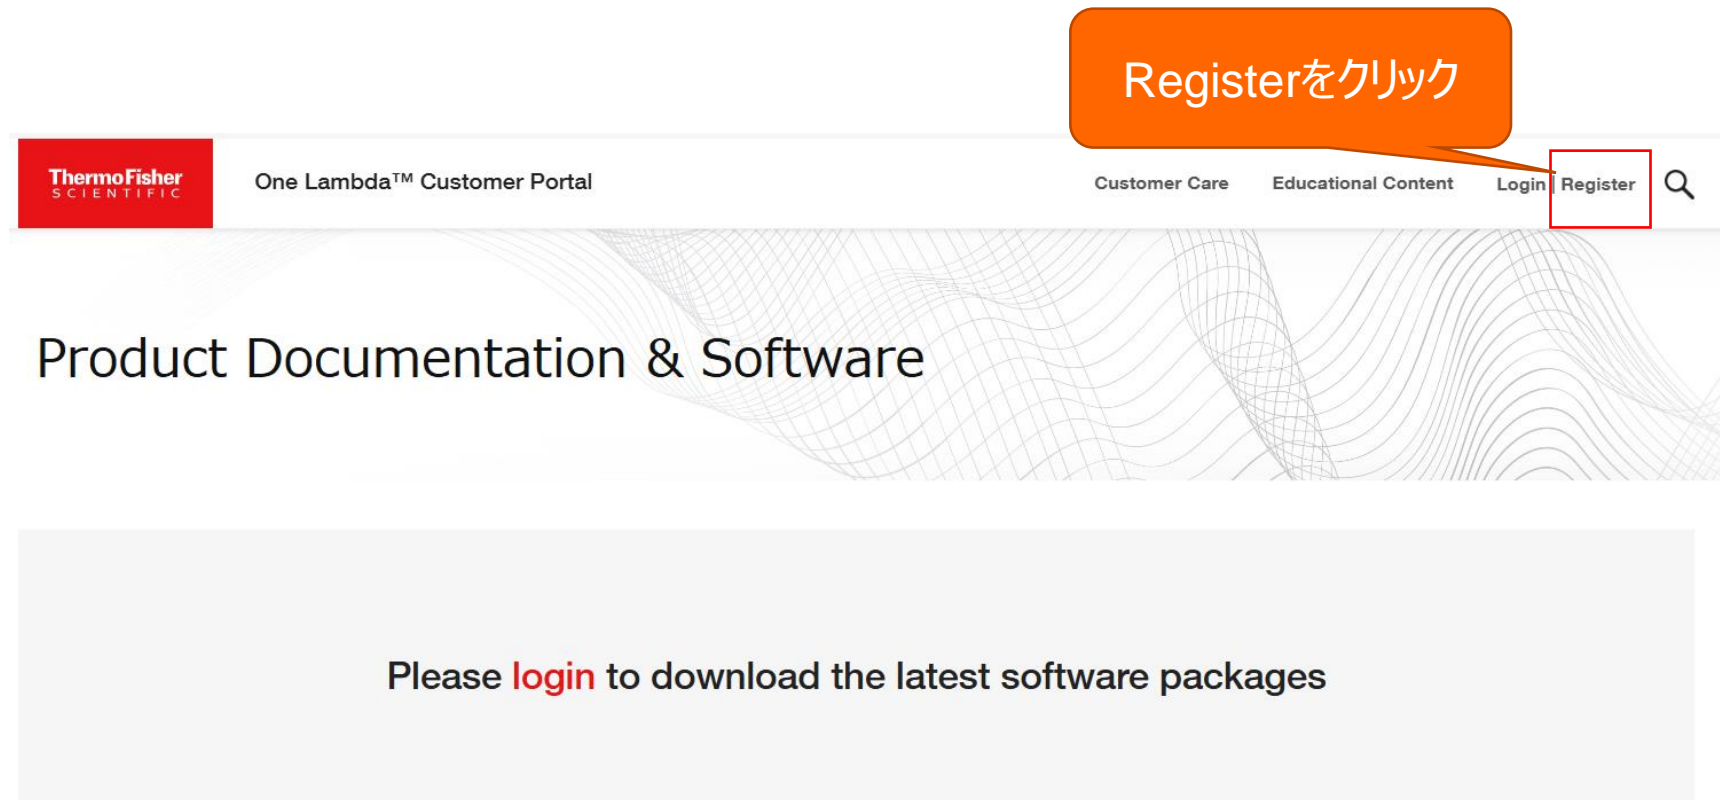 Registerをクリック
ThermoFisher
SCIENTIFIC
One Lambda™ Customer Portal
Customer Care Educational Content Login | Register
Product Documentation & Software
Please login to download the latest software packages